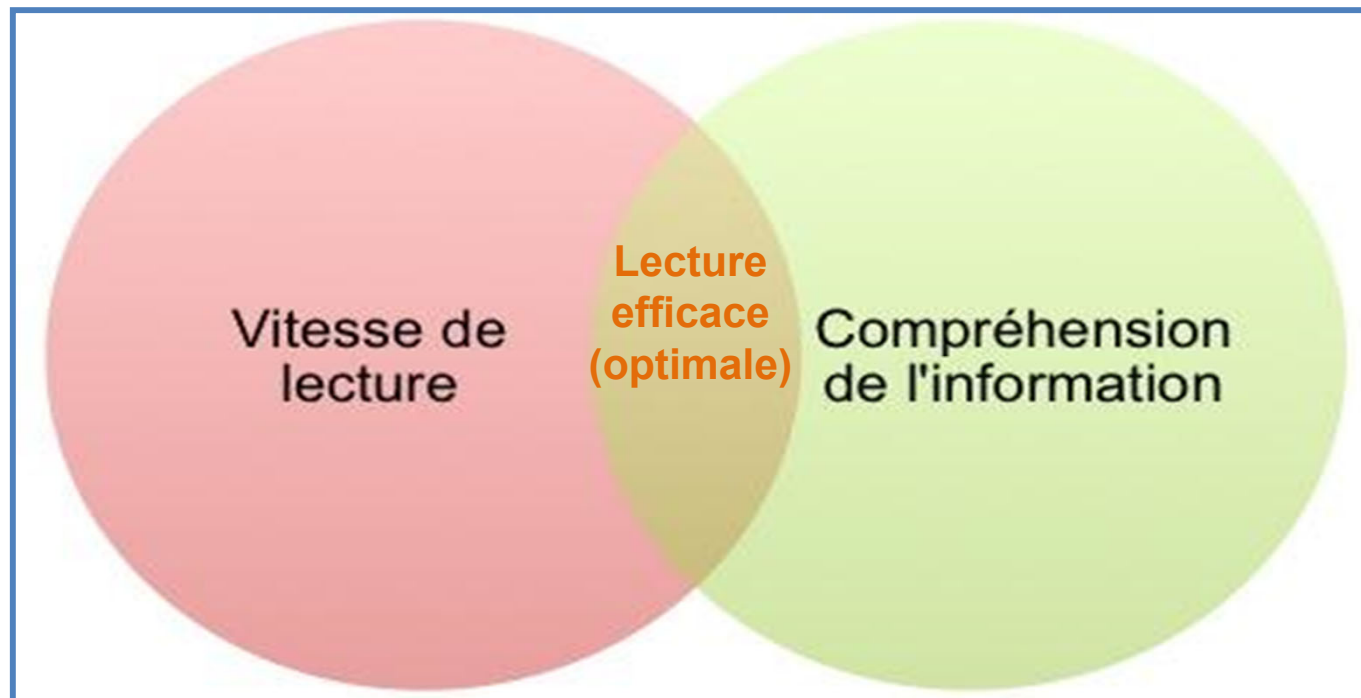 Vitesse de
lecture
Lecture
efficace
(optimale)
Compréhension
de l'information